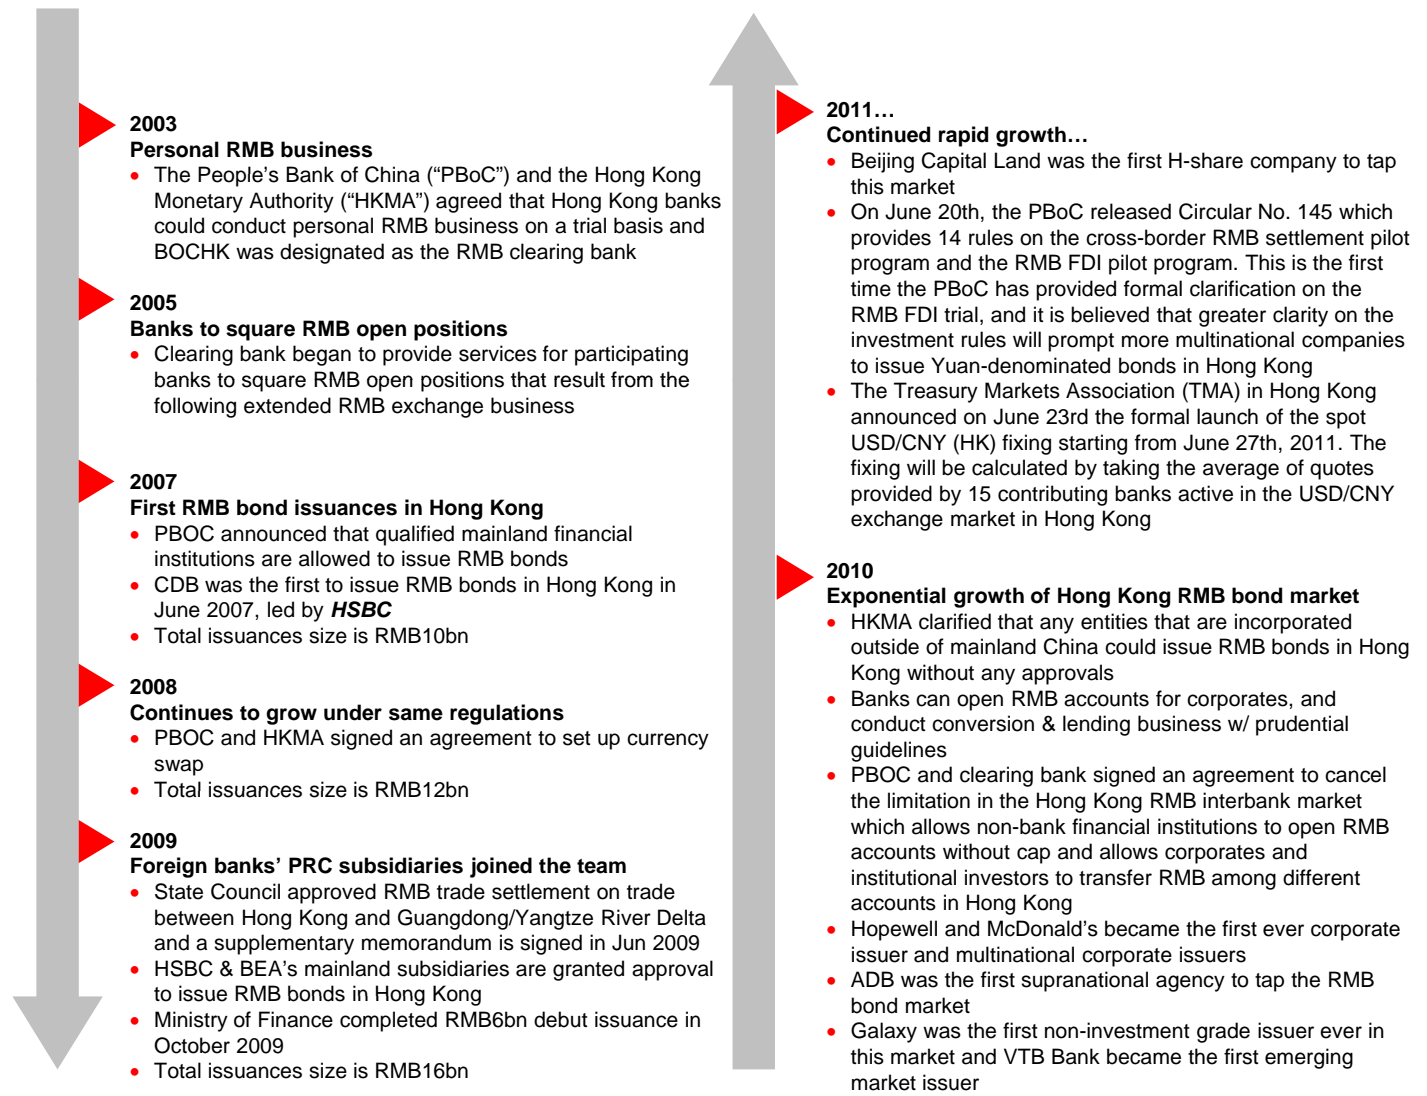 2003
Personal RMB business
• The People’s Bank of China (“PBoC”) and the Hong Kong
Monetary Authority (“HKMA”) agreed that Hong Kong banks
could conduct personal RMB business on a trial basis and
BOCHK was designated as the RMB clearing bank
2005
Banks to square RMB open positions
• Clearing bank began to provide services for participating
banks to square RMB open positions that result from the
following extended RMB exchange business
2007
First RMB bond issuances in Hong Kong
• PBOC announced that qualified mainland financial
institutions are allowed to issue RMB bonds
• CDB was the first to issue RMB bonds in Hong Kong in
June 2007, led by HSBC
• Total issuances size is RMB10bn
2008
Continues to grow under same regulations
• PBOC and HKMA signed an agreement to set up currency
swap
• Total issuances size is RMB12bn
2009
Foreign banks’ PRC subsidiaries joined the team
• State Council approved RMB trade settlement on trade
between Hong Kong and Guangdong/Yangtze River Delta
and a supplementary memorandum is signed in Jun 2009
• HSBC & BEA’s mainland subsidiaries are granted approval
to issue RMB bonds in Hong Kong
• Ministry of Finance completed RMB6bn debut issuance in
October 2009
• Total issuances size is RMB16bn
2011…
Continued rapid growth…
• Beijing Capital Land was the first H-share company to tap
this market
• On June 20th, the PBoC released Circular No. 145 which
provides 14 rules on the cross-border RMB settlement pilot
program and the RMB FDI pilot program. This is the first
time the PBoC has provided formal clarification on the
RMB FDI trial, and it is believed that greater clarity on the
investment rules will prompt more multinational companies
to issue Yuan-denominated bonds in Hong Kong
• The Treasury Markets Association (TMA) in Hong Kong
announced on June 23rd the formal launch of the spot
USD/CNY (HK) fixing starting from June 27th, 2011. The
fixing will be calculated by taking the average of quotes
provided by 15 contributing banks active in the USD/CNY
exchange market in Hong Kong
2010
Exponential growth of Hong Kong RMB bond market
• HKMA clarified that any entities that are incorporated
outside of mainland China could issue RMB bonds in Hong
Kong without any approvals
• Banks can open RMB accounts for corporates, and
conduct conversion & lending business w/ prudential
guidelines
• PBOC and clearing bank signed an agreement to cancel
the limitation in the Hong Kong RMB interbank market
which allows non-bank financial institutions to open RMB
accounts without cap and allows corporates and
institutional investors to transfer RMB among different
accounts in Hong Kong
• Hopewell and McDonald’s became the first ever corporate
issuer and multinational corporate issuers
• ADB was the first supranational agency to tap the RMB
bond market
• Galaxy was the first non-investment grade issuer ever in
this market and VTB Bank became the first emerging
market issuer